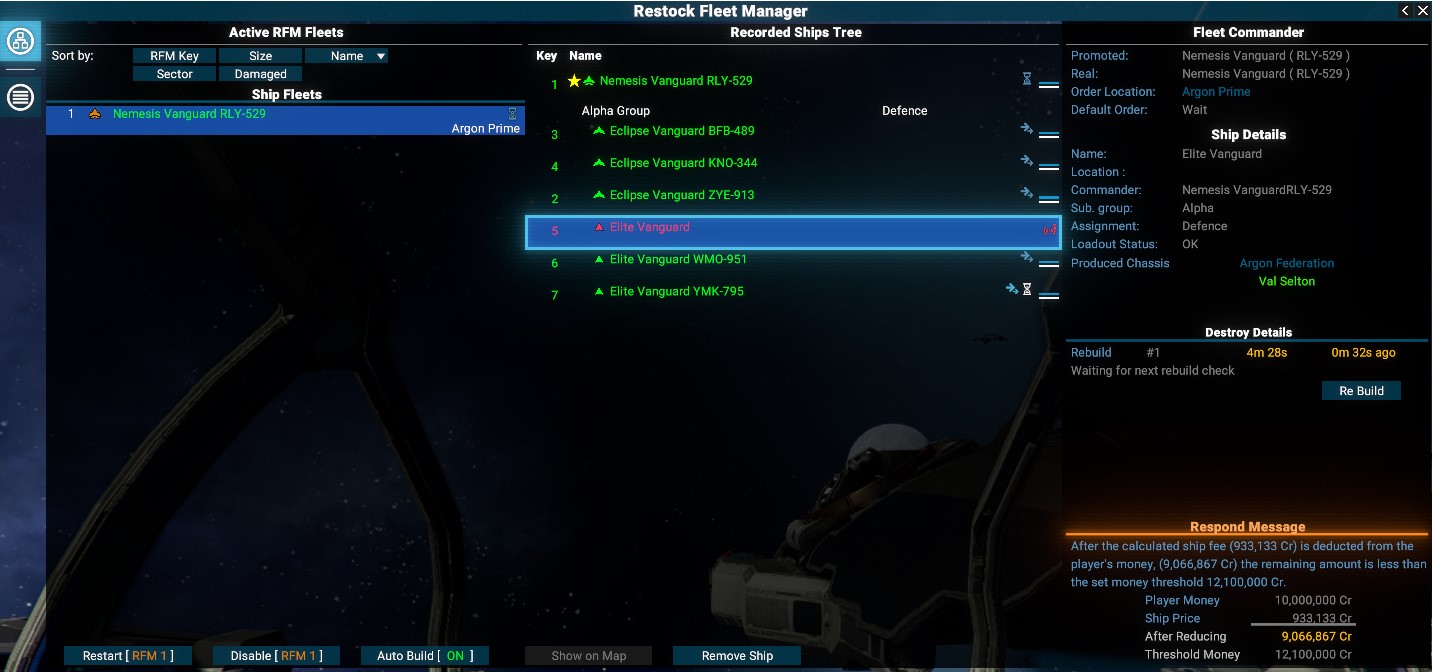 Restock Fleet Manager
Active RFM Fleets
Sort by: RFM Key Size Name
Sector Damaged
Ship Fleets
1 Nemesis Vanguard RLY-529
Argon Prime
Recorded Ships Tree
Key Name
1 Nemesis Vanguard RLY-529
Alpha Group Defence
3 Eclipse Vanguard BFB-489
4 Eclipse Vanguard KNO-344
2 Eclipse Vanguard ZYE-913
5 Elite Vanguard
6 Elite Vanguard WMO-951
7 Elite Vanguard YMK-795
Fleet Commander
Promoted: Nemesis Vanguard ( RLY-529 )
Real: Nemesis Vanguard ( RLY-529 )
Order Location: Argon Prime
Default Order: Wait
Ship Details
Name: Elite Vanguard
Location :
Commander: Nemesis VanguardRLY-529
Sub. group: Alpha
Assignment: Defence
Loadout Status: OK
Produced Chassis Argon Federation
Val Selton
Destroy Details
Rebuild #1 4m 28s 0m 32s ago
Waiting for next rebuild check
Re Build
Respond Message
After the calculated ship fee (933,133 Cr) is deducted from the
player's money, (9,066,867 Cr) the remaining amount is less than
the set money threshold 12,100,000 Cr.
Player Money 10,000,000 Cr
Ship Price 933,133 Cr
After Reducing 9,066,867 Cr
Threshold Money 12,100,000 Cr
Restart [ RFM 1 ] Disable [ RFM 1 ] Auto Build [ ON ] Show on Map Remove Ship